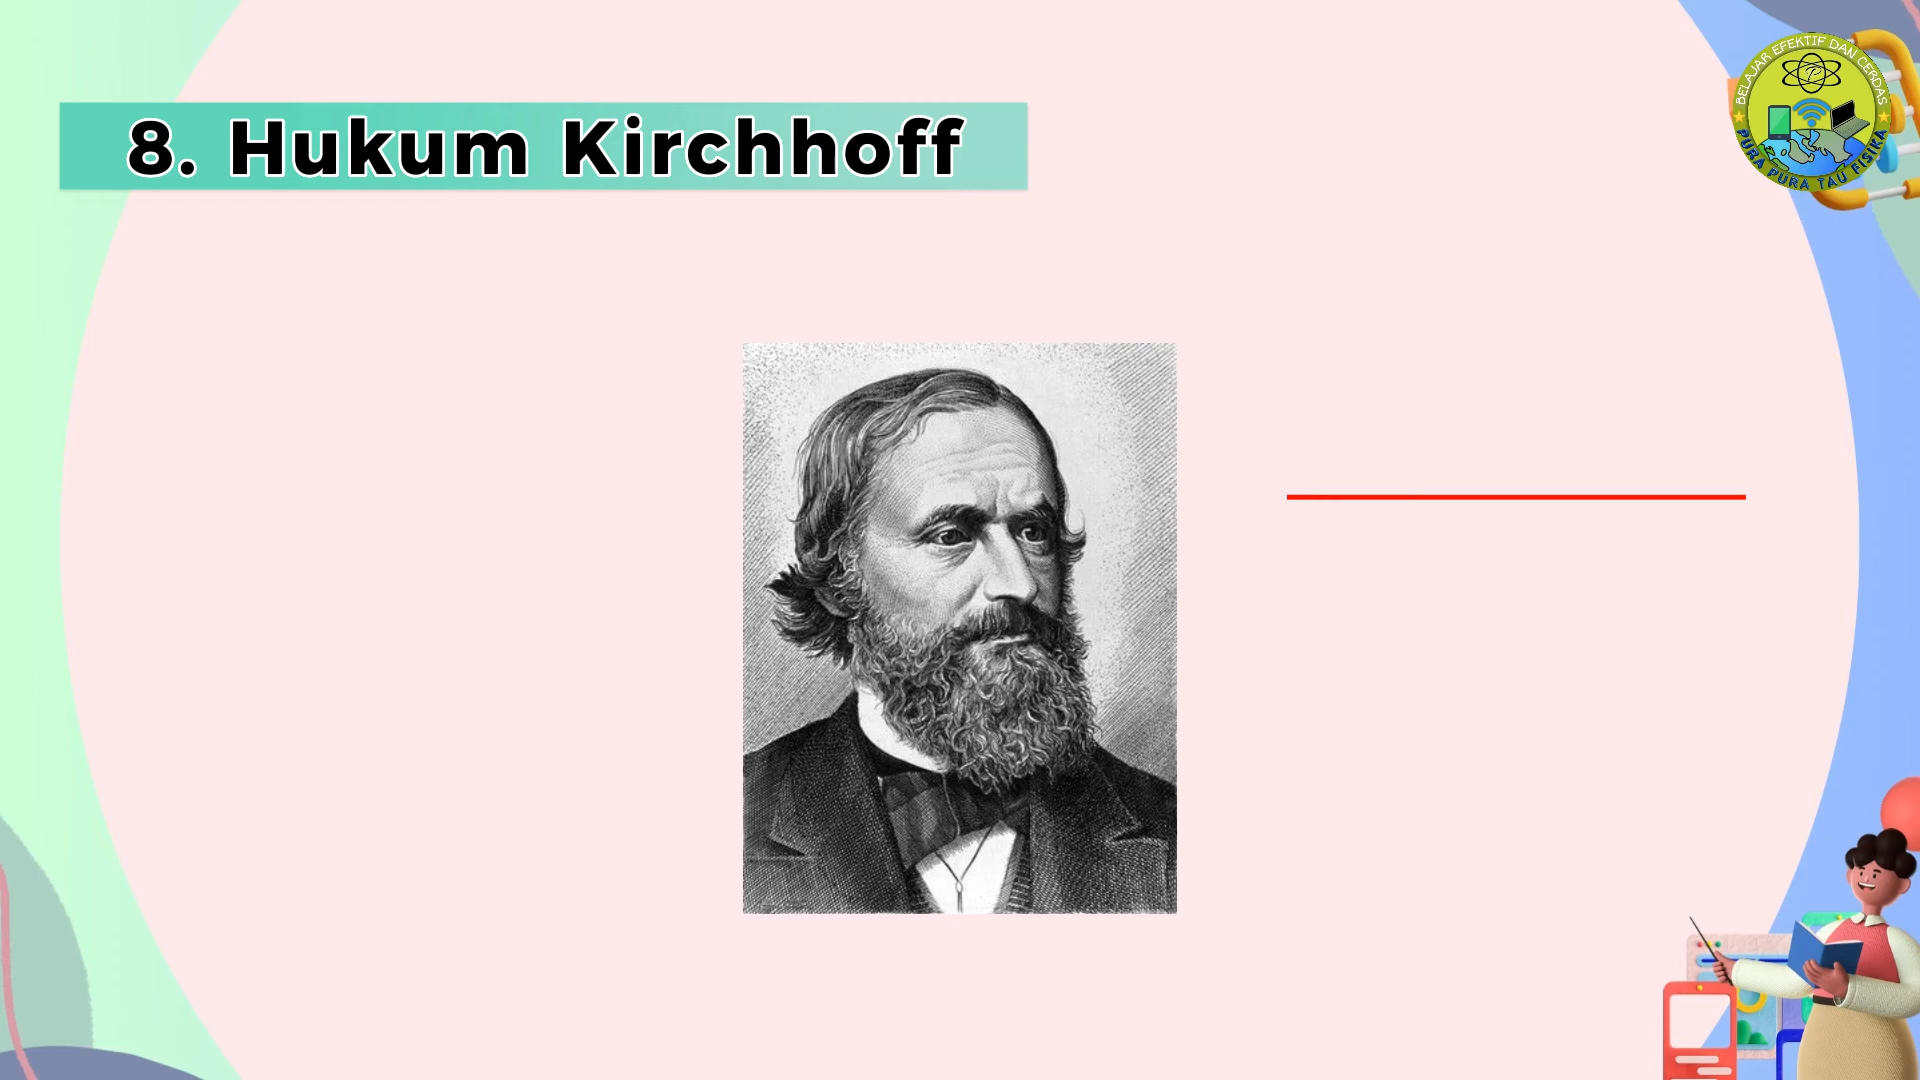 8. Hukum Kirchhoff
BELAJAR EFEKTIF DAN CERDAS
PURA PURA TAU FISIKA